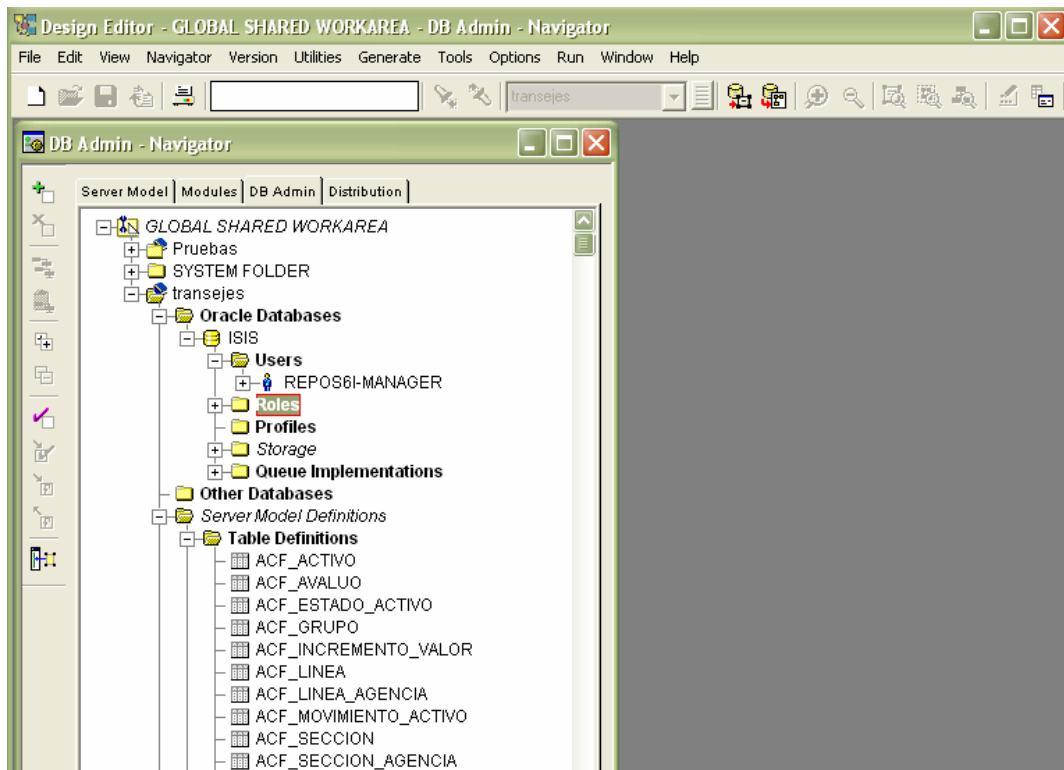 Design Editor - GLOBAL SHARED WORKAREA - DB Admin - Navigator
File Edit View Navigator Version Utilities Generate Tools Options Run Window Help
transejes
DB Admin - Navigator
Server Model Modules DB Admin Distribution
GLOBAL SHARED WORKAREA
Pruebas
SYSTEM FOLDER
transejes
Oracle Databases
ISIS
Users
REPOS6I-MANAGER
Roles
Profiles
Storage
Queue Implementations
Other Databases
Server Model Definitions
Table Definitions
ACF_ACTIVO
ACF_AVALUO
ACF_ESTADO_ACTIVO
ACF_GRUPO
ACF_INCREMENTO_VALOR
ACF_LINEA
ACF_LINEA_AGENCIA
ACF_MOVIMIENTO_ACTIVO
ACF_SECCION
ACF_SECCION_AGENCIA